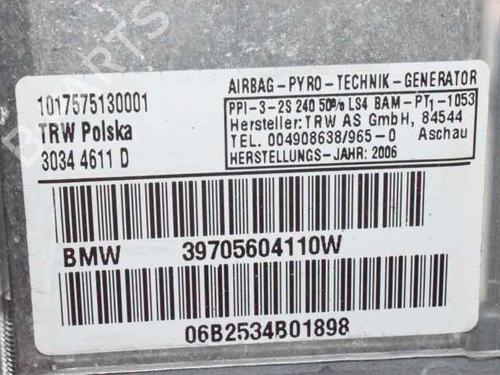 1017575130001
TRW Polska
3034 4611 D
AIRBAG-PYRO-TECHNIK-GENERATOR
PPI-3-2S 240 50% LS4 BAM-PT1-1053
Hersteller: TRW AS GmbH, 84544
TEL. 004908638/965-0 Aschau
HERSTELLUNGS-JAHR: 2006
BMW 39705604110W
06B2534B01898